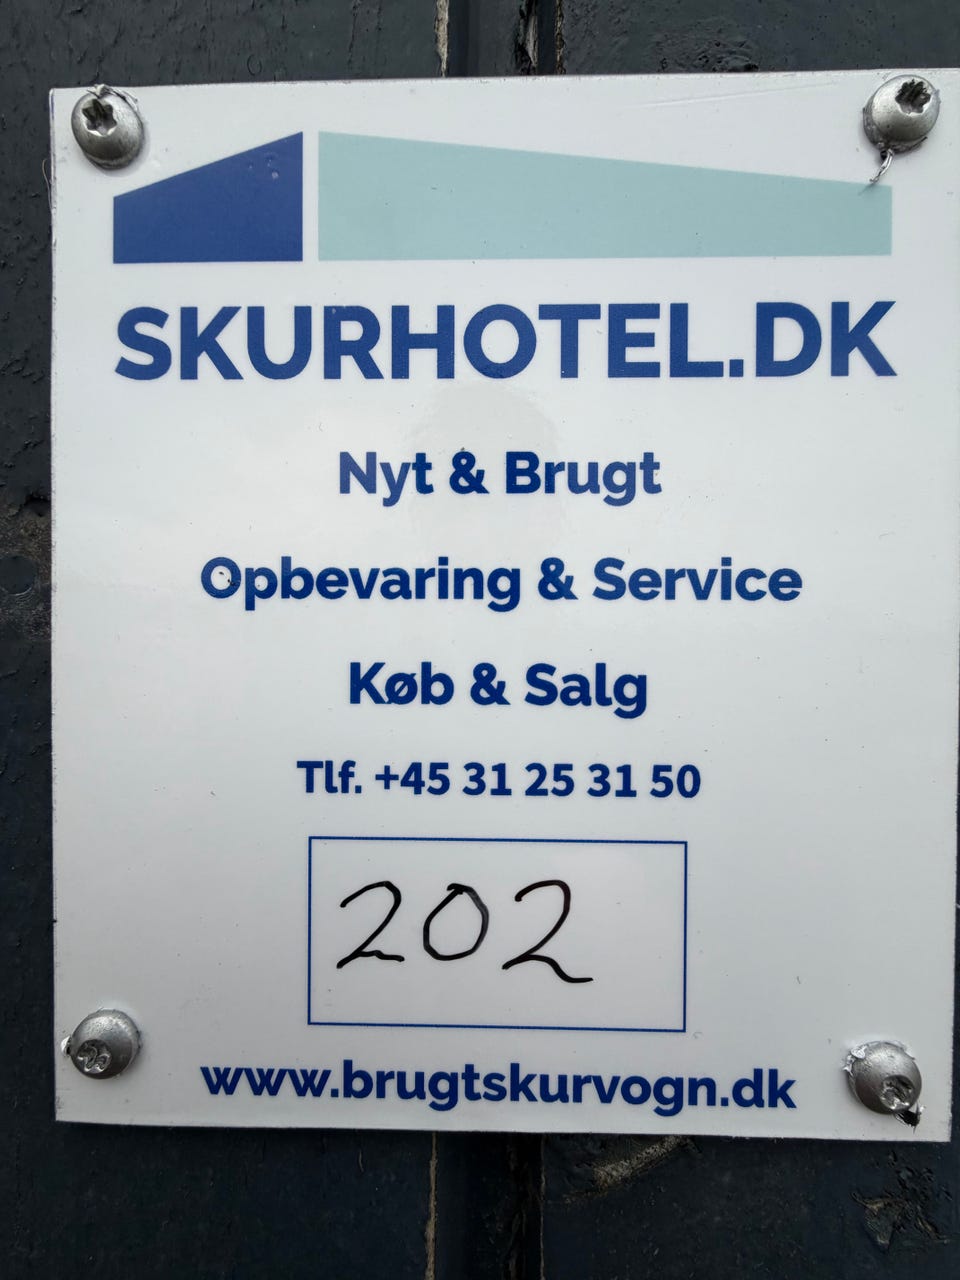 SKURHOTEL.DK
Nyt & Brugt
Opbevaring & Service
Køb & Salg
Tlf. +45 31 25 31 50
202
www.brugtskurvogn.dk